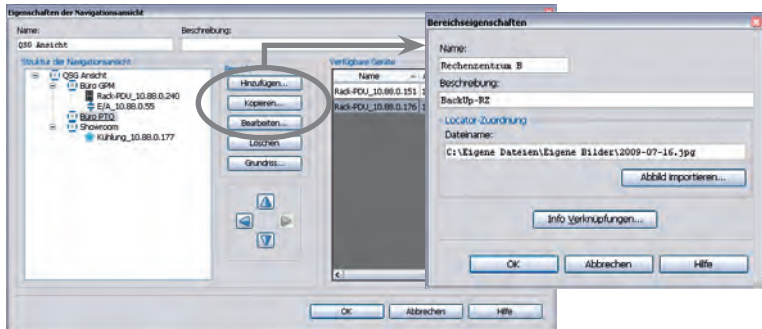 Eigenschaften der Navigationsansicht
Name:
Beschreibung:
QSG Ansicht
Struktur der Navigationsansicht
QSG Ansicht
Büro GPM
Rack-PDU_10.88.0.240
E/A_10.88.0.55
Büro PTO
Showroom
Kühlung_10.88.0.177
Hinzufügen...
Kopieren...
Bearbeiten...
Löschen
Grundriss...
Verfügbare Geräte
Name
Rack-PDU_10.88.0.151
Rack-PDU_10.88.0.176
OK
Abbrechen
Hilfe
Bereichseigenschaften
Name:
Rechenzentrum B
Beschreibung:
BackUp-RZ
Locator-Zuordnung
Dateiname:
C:\Eigene Dateien\Eigene Bilder\2009-07-16.jpg
Abbild importieren...
Info Verknüpfungen...
OK
Abbrechen
Hilfe